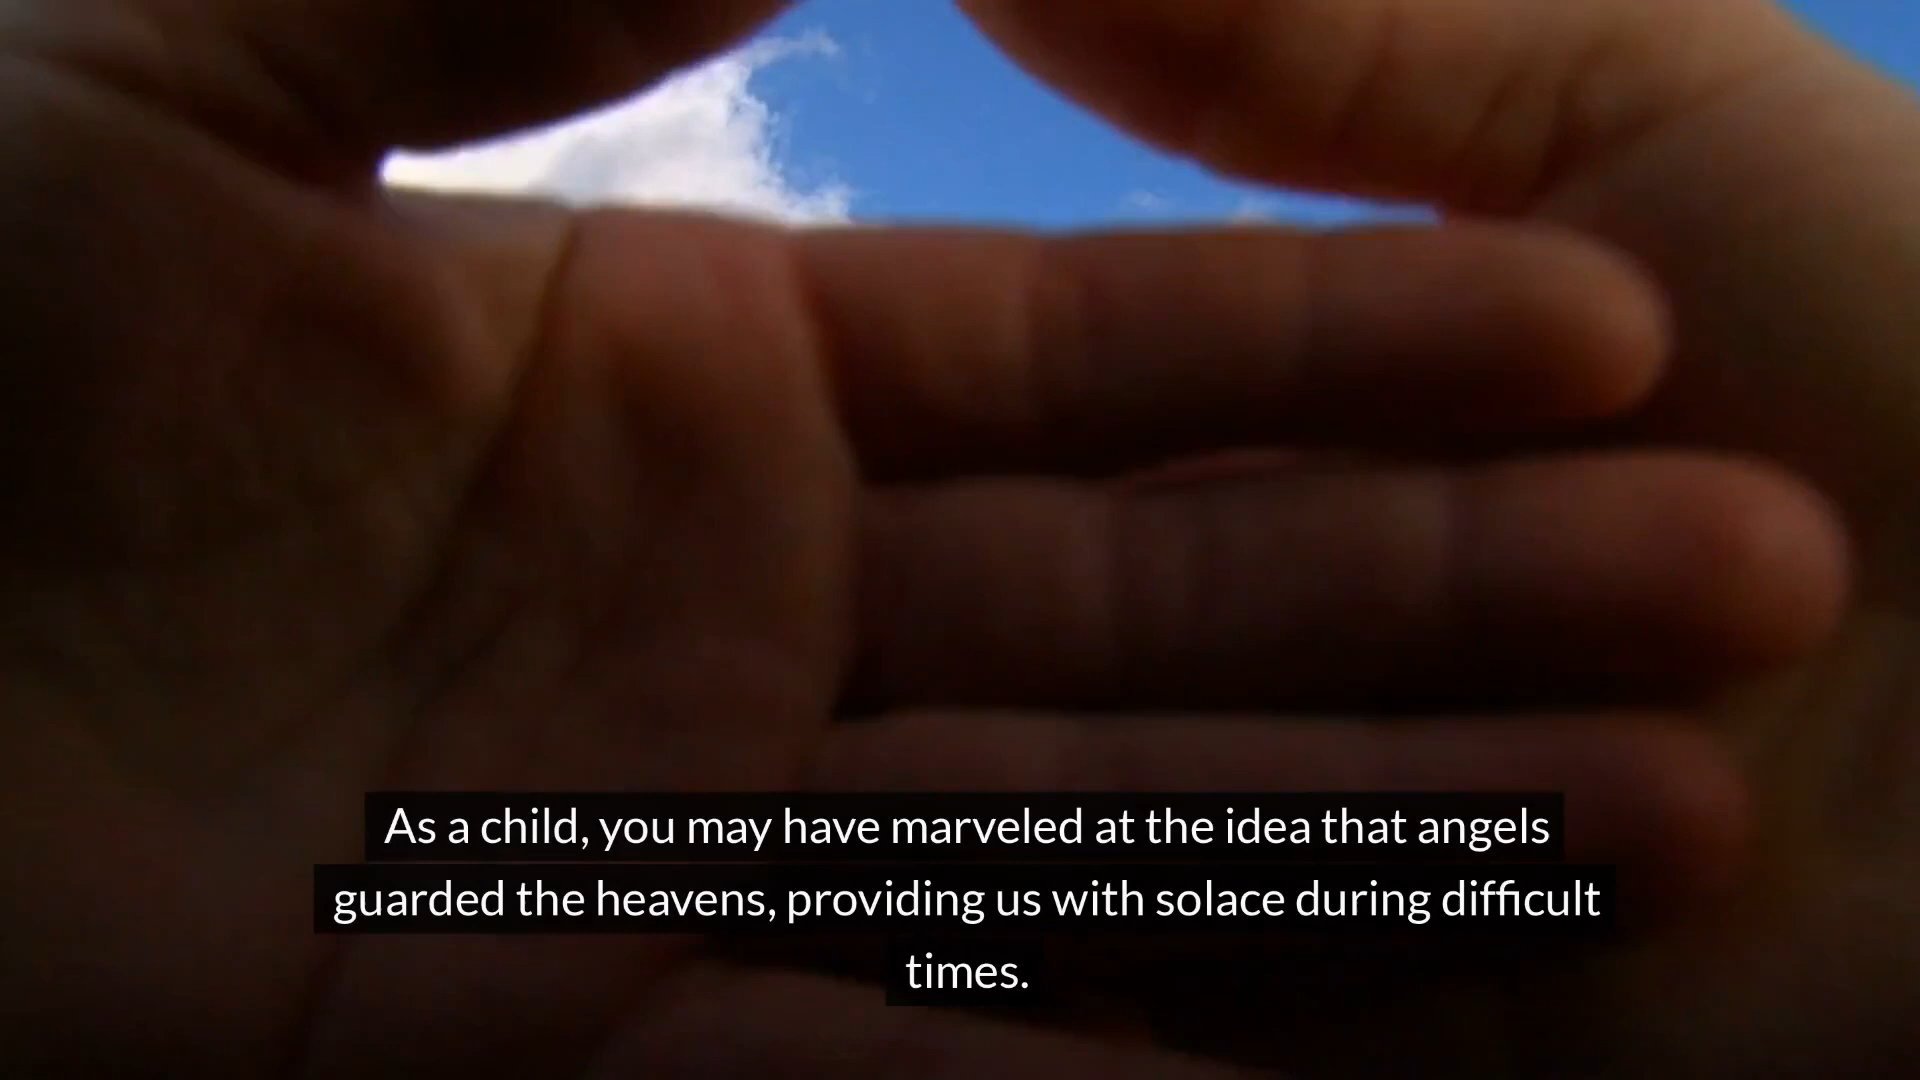 As a child, you may have marveled at the idea that angels
guarded the heavens, providing us with solace during difficult
times.